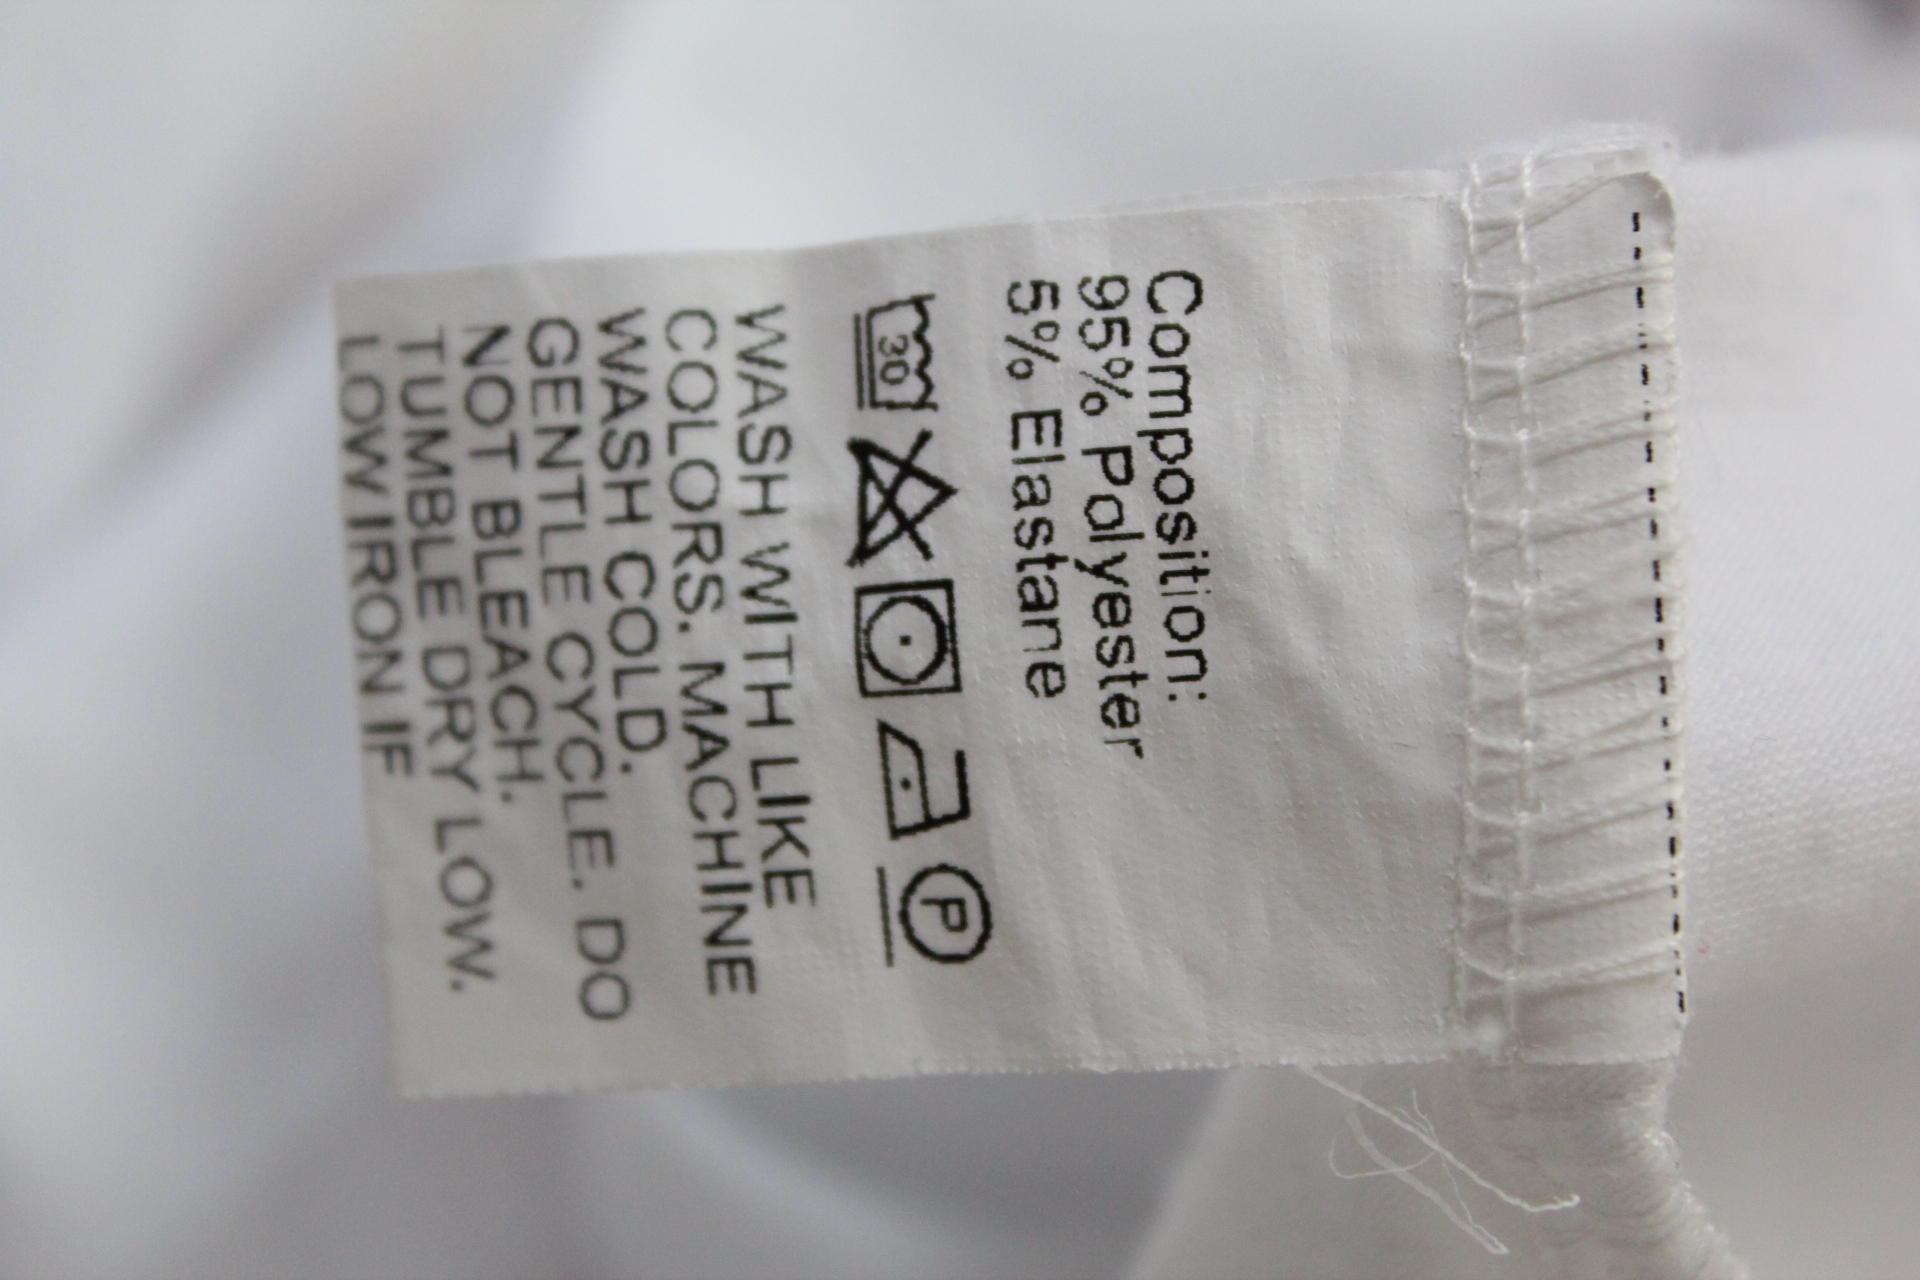 Composition:
95% Polyester
5% Elastane
30 P
WASH WITH LIKE
COLORS. MACHINE
WASH COLD.
GENTLE CYCLE. DO
NOT BLEACH.
TUMBLE DRY LOW.
LOW IRON IF